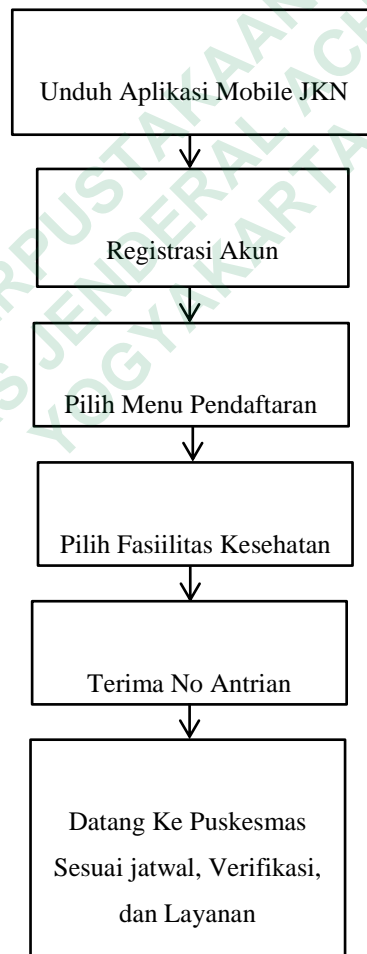 Unduh Aplikasi Mobile JKN
Registrasi Akun
Pilih Menu Pendaftaran
Pilih Fasiilitas Kesehatan
Terima No Antrian
Datang Ke Puskesmas
Sesuai jatwal, Verifikasi,
dan Layanan